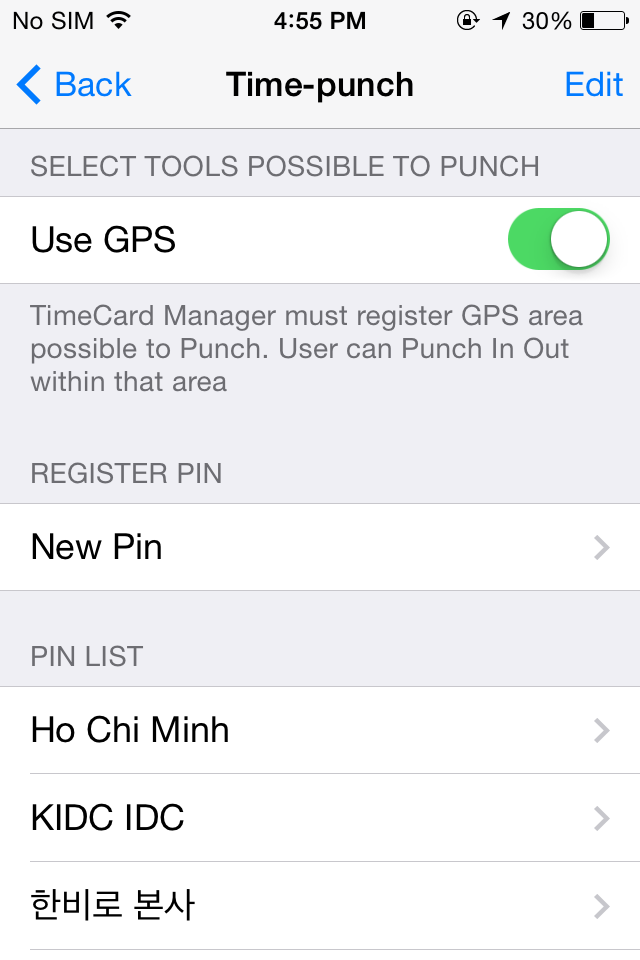 No SIM 4:55 PM 30%
Back Time-punch Edit
SELECT TOOLS POSSIBLE TO PUNCH
Use GPS
TimeCard Manager must register GPS area
possible to Punch. User can Punch In Out
within that area
REGISTER PIN
New Pin
PIN LIST
Ho Chi Minh
KIDC IDC
한비로 본사